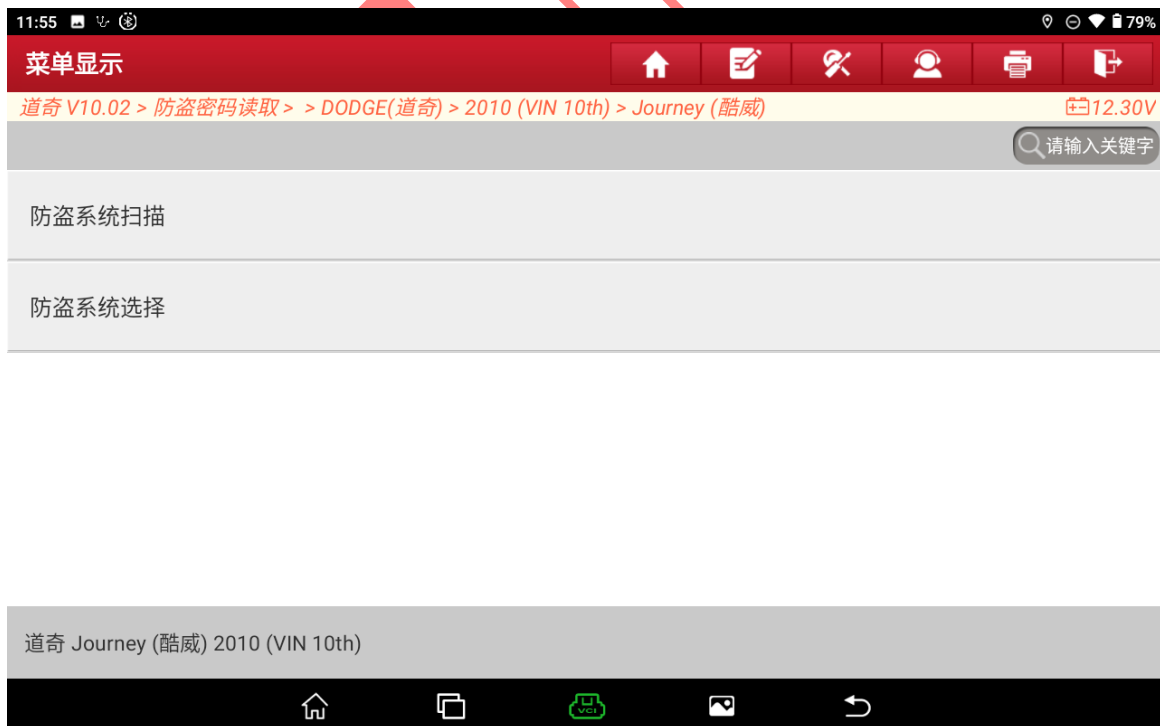 11:55 79%
菜单显示
道奇 V10.02 > 防盗密码读取 > > DODGE(道奇) > 2010 (VIN 10th) > Journey (酷威) 12.30V
请输入关键字
防盗系统扫描
防盗系统选择
道奇 Journey (酷威) 2010 (VIN 10th)
VCI